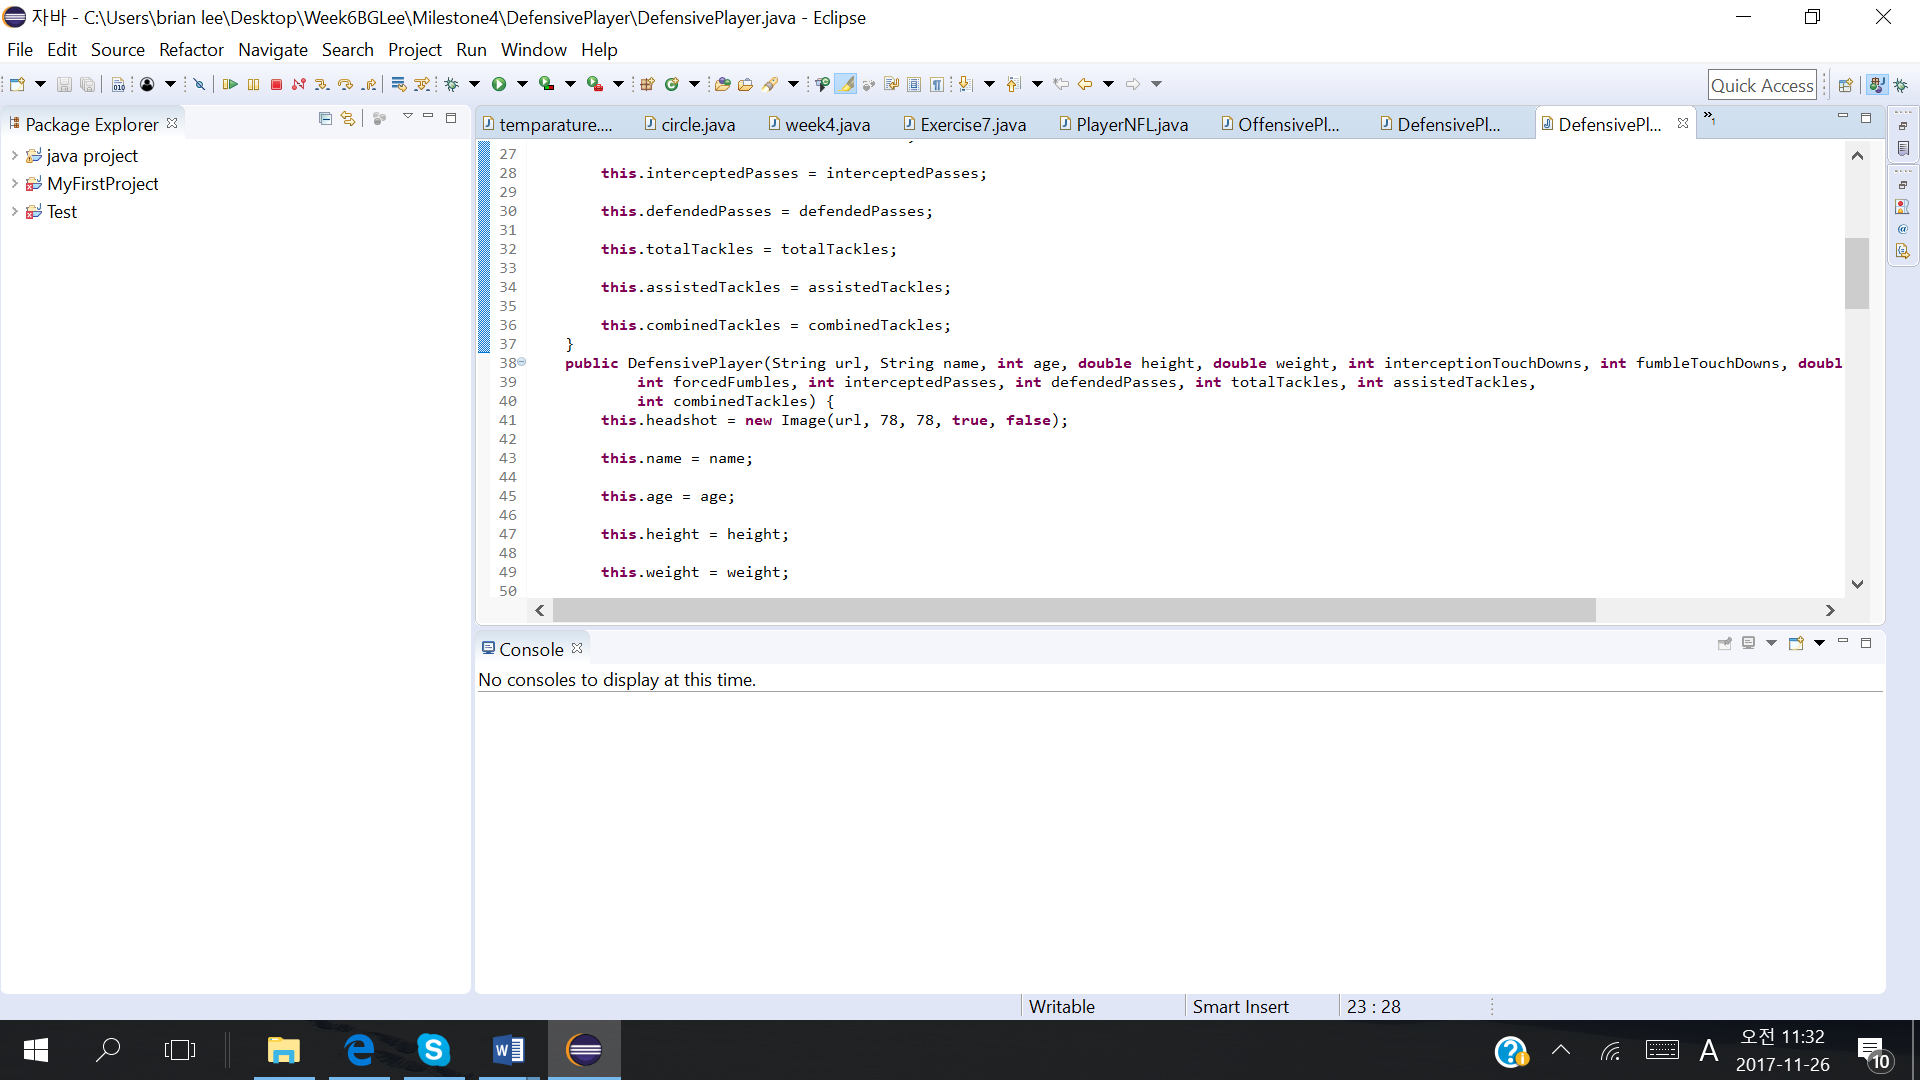 자바 - C:\Users\brian lee\Desktop\Week6BGLee\Milestone4\DefensivePlayer\DefensivePlayer.java - Eclipse
File Edit Source Refactor Navigate Search Project Run Window Help
Quick Access
Package Explorer
java project
MyFirstProject
Test
temparature.... circle.java week4.java Exercise7.java PlayerNFL.java OffensivePl... DefensivePl... DefensivePl... »1
27
28 this.interceptedPasses = interceptedPasses;
29
30 this.defendedPasses = defendedPasses;
31
32 this.totalTackles = totalTackles;
33
34 this.assistedTackles = assistedTackles;
35
36 this.combinedTackles = combinedTackles;
37 }
38 public DefensivePlayer(String url, String name, int age, double height, double weight, int interceptionTouchDowns, int fumbleTouchDowns, doubl
39 int forcedFumbles, int interceptedPasses, int defendedPasses, int totalTackles, int assistedTackles,
40 int combinedTackles) {
41 this.headshot = new Image(url, 78, 78, true, false);
42
43 this.name = name;
44
45 this.age = age;
46
47 this.height = height;
48
49 this.weight = weight;
50
Console
No consoles to display at this time.
Writable Smart Insert 23 : 28
A
오전 11:32
2017-11-26
10